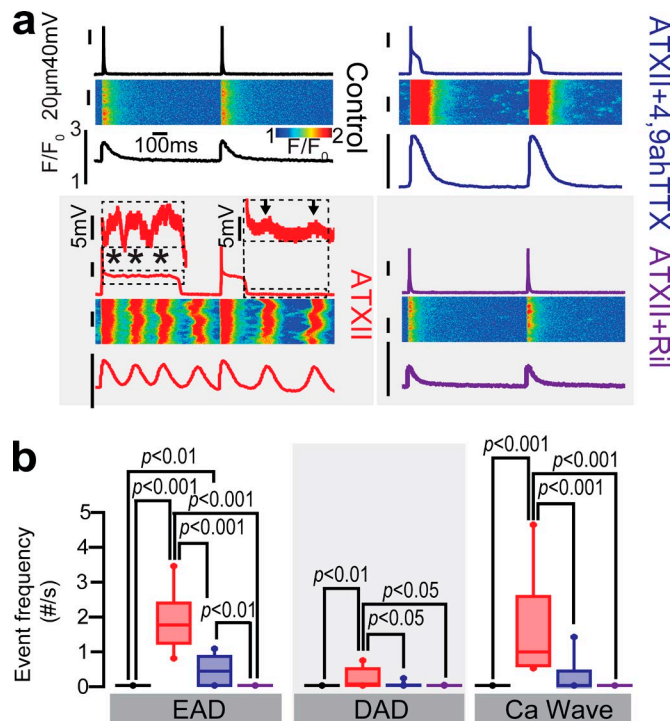 a
20μm40mV
F/F0
3
1
100ms
1 2
F/F0
Control
ATXII+4,9ahTTX
5mV
* * *
5mV
ATXII
ATXII+Ril
b
Event frequency
(#/s)
5
4
3
2
1
0
p<0.01
p<0.001
p<0.001
p<0.001
p<0.01
p<0.01
p<0.05
p<0.05
p<0.001
p<0.001
p<0.001
EAD
DAD
Ca Wave